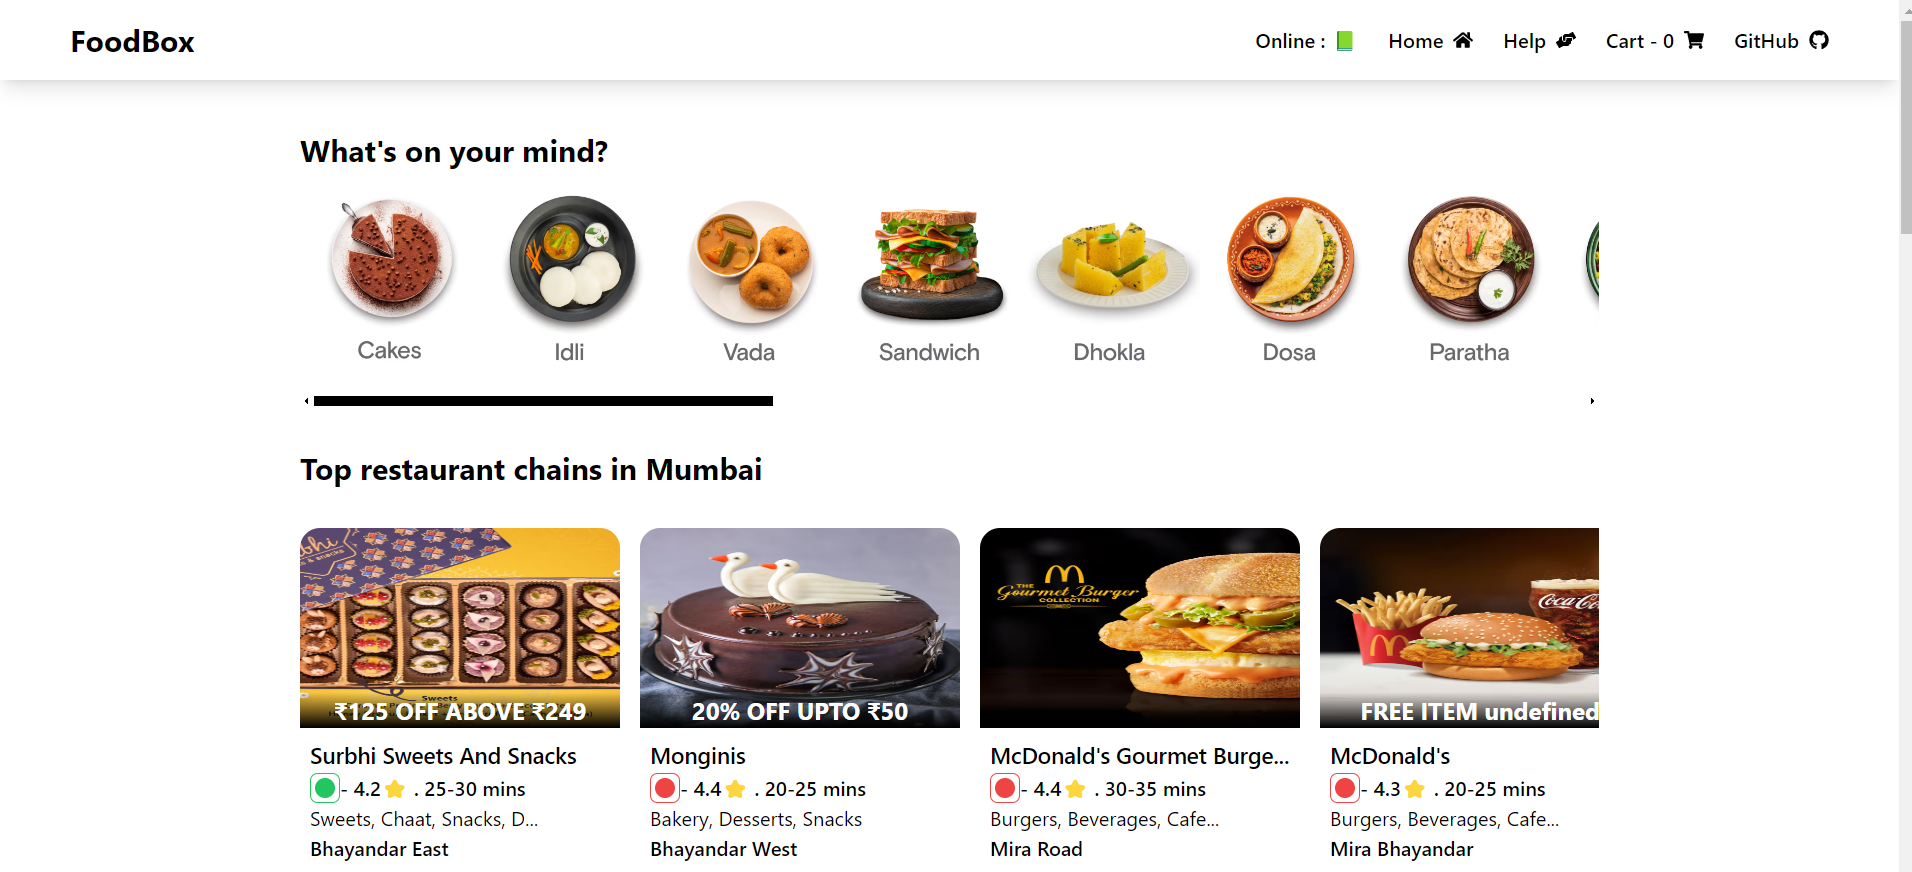 FoodBox
Online :
Home
Help
Cart - 0
GitHub
What's on your mind?
Cakes
Idli
Vada
Sandwich
Dhokla
Dosa
Paratha
Top restaurant chains in Mumbai
Sweets
₹125 OFF ABOVE ₹249
20% OFF UPTO ₹50
THE
Gourmet Burger
COLLECTION
FREE ITEM undefined
Surbhi Sweets And Snacks
Monginis
McDonald's Gourmet Burge...
McDonald's
- 4.2 . 25-30 mins
- 4.4 . 20-25 mins
- 4.4 . 30-35 mins
- 4.3 . 20-25 mins
Sweets, Chaat, Snacks, D...
Bakery, Desserts, Snacks
Burgers, Beverages, Cafe...
Burgers, Beverages, Cafe...
Bhayandar East
Bhayandar West
Mira Road
Mira Bhayandar